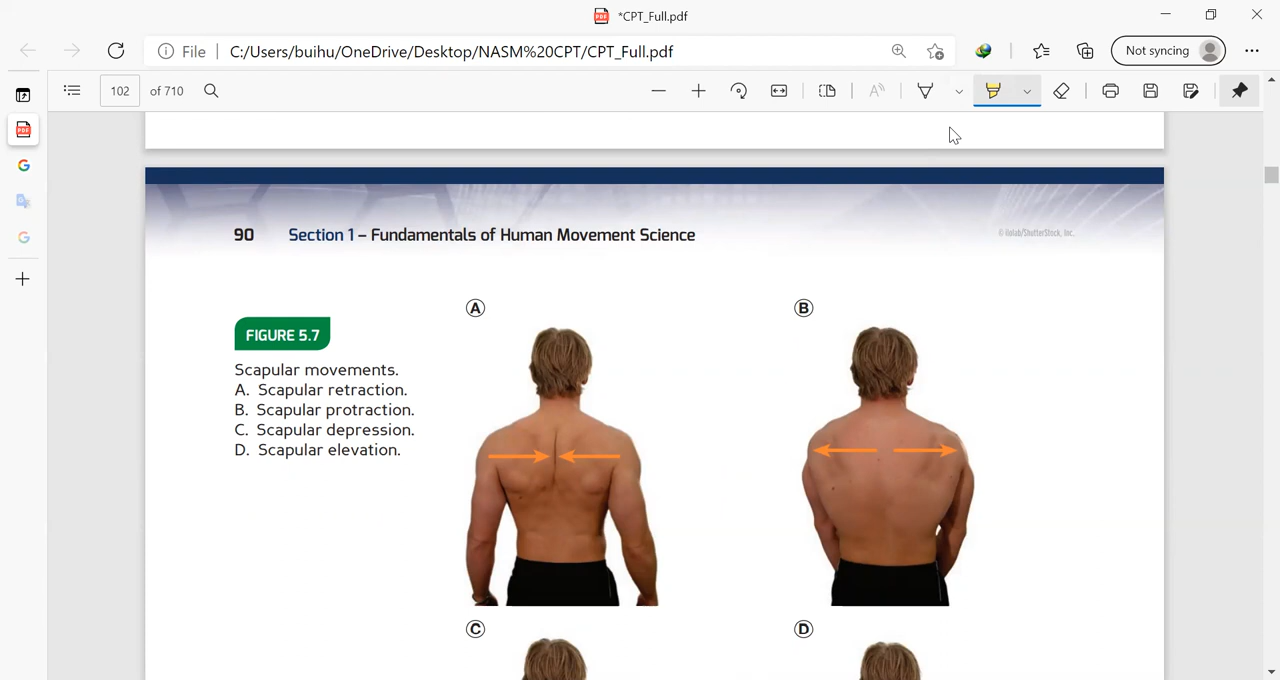 *CPT_Full.pdf
File
C:/Users/buihu/OneDrive/Desktop/NASM%20CPT/CPT_Full.pdf
Not syncing
102 of 710
90 Section 1 – Fundamentals of Human Movement Science
FIGURE 5.7
Scapular movements.
A. Scapular retraction.
B. Scapular protraction.
C. Scapular depression.
D. Scapular elevation.
A
B
C
D